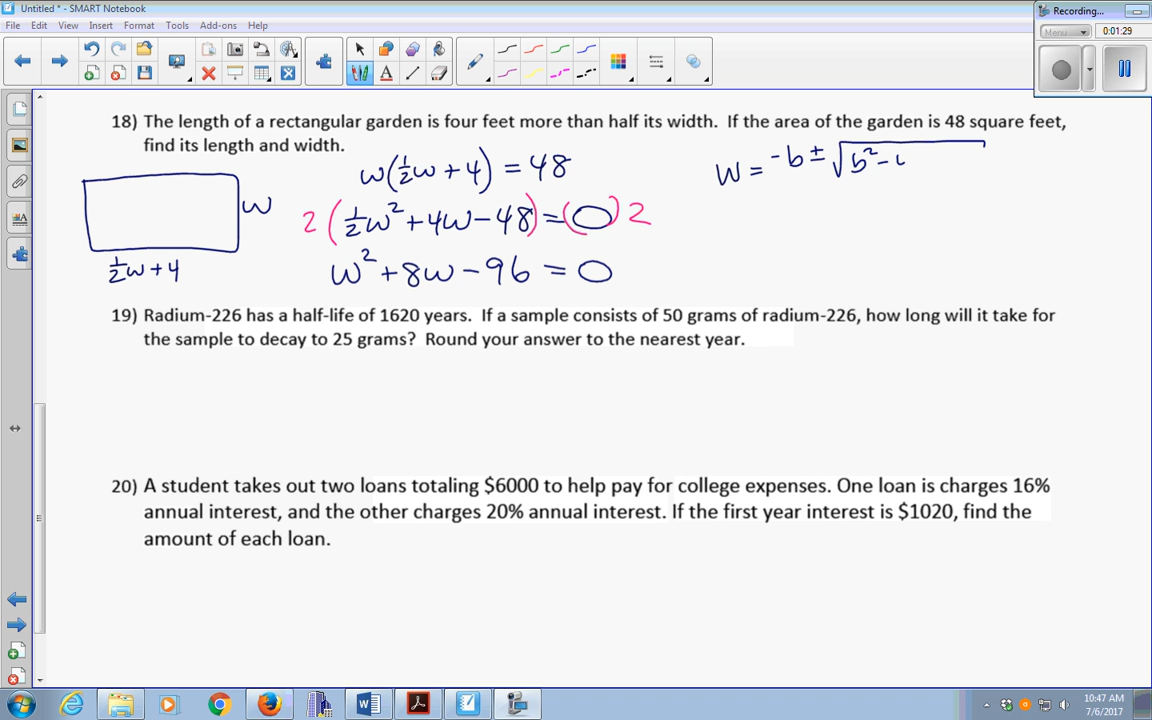 Untitled * - SMART Notebook
Recording...
File Edit View Insert Format Tools Add-ons Help
Menu
0:01:29
18) The length of a rectangular garden is four feet more than half its width. If the area of the garden is 48 square feet,
find its length and width.
w(½w + 4) = 48
w = -b ± √b² -
w
2(½w² + 4w - 48) = (0)2
½w + 4
w² + 8w - 96 = 0
19) Radium-226 has a half-life of 1620 years. If a sample consists of 50 grams of radium-226, how long will it take for
the sample to decay to 25 grams? Round your answer to the nearest year.
20) A student takes out two loans totaling $6000 to help pay for college expenses. One loan is charges 16%
annual interest, and the other charges 20% annual interest. If the first year interest is $1020, find the
amount of each loan.
10:47 AM
7/6/2017